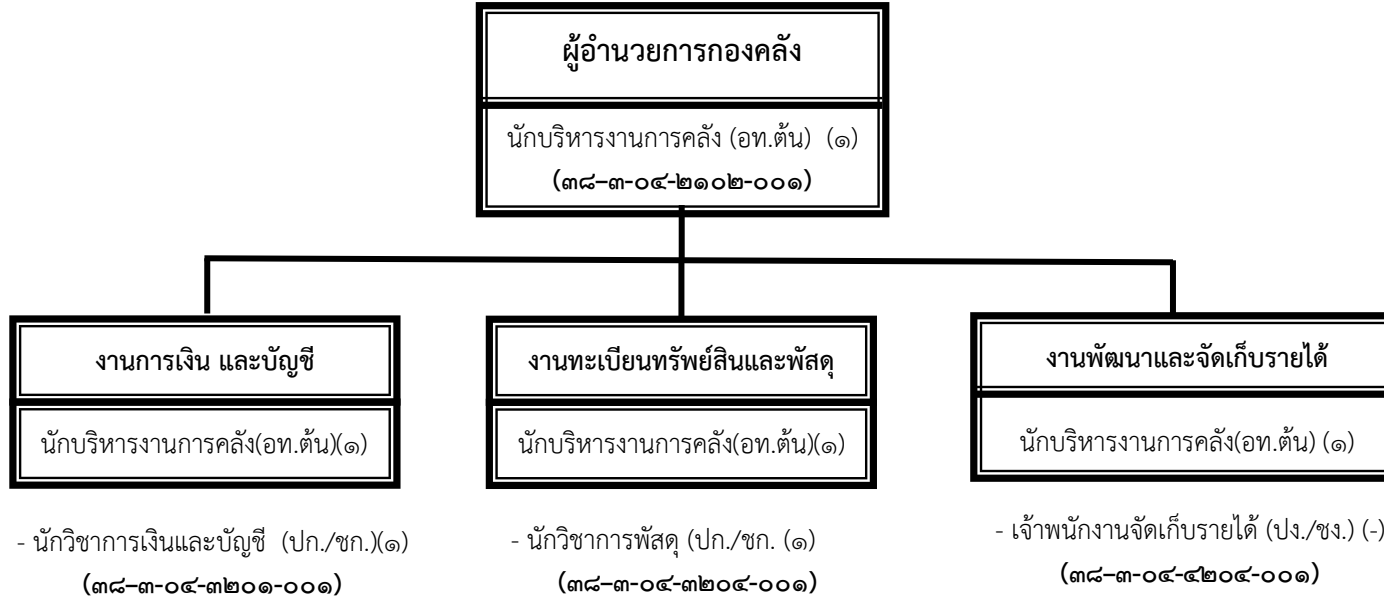 ผู้อำนวยการกองคลัง
นักบริหารงานการคลัง (อท.ต้น) (๑)
(๓๘–๓-๐๔-๒๑๐๒-๐๐๑)
งานการเงิน และบัญชี
นักบริหารงานการคลัง(อท.ต้น)(๑)
- นักวิชาการเงินและบัญชี (ปก./ชก.)(๑)
(๓๘–๓-๐๔-๓๒๐๑-๐๐๑)
งานทะเบียนทรัพย์สินและพัสดุ
นักบริหารงานการคลัง(อท.ต้น)(๑)
- นักวิชาการพัสดุ (ปก./ชก. (๑)
(๓๘–๓-๐๔-๓๒๐๔-๐๐๑)
งานพัฒนาและจัดเก็บรายได้
นักบริหารงานการคลัง(อท.ต้น) (๑)
- เจ้าพนักงานจัดเก็บรายได้ (ปง./ชง.) (-)
(๓๘–๓-๐๔-๔๒๐๔-๐๐๑)